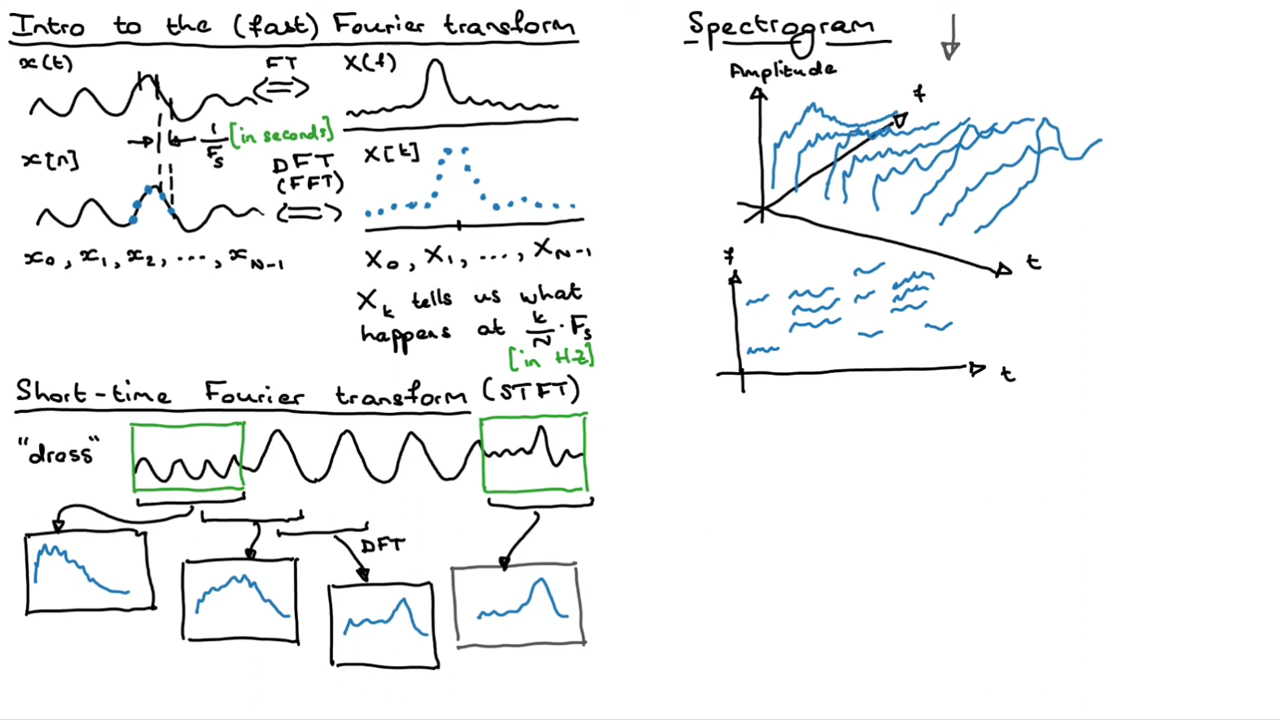 Intro to the (fast) Fourier transform
x(t)
FT
X(f)
1/Fs [in seconds]
x[n]
DFT
(FFT)
X[t]
x0, x1, x2, ..., xN-1
X0, X1, ..., XN-1
Xk tells us what
happens at k/N · Fs
[in Hz]
Short-time Fourier transform (STFT)
"dress"
DFT
Spectrogram
Amplitude
f
t
f
t